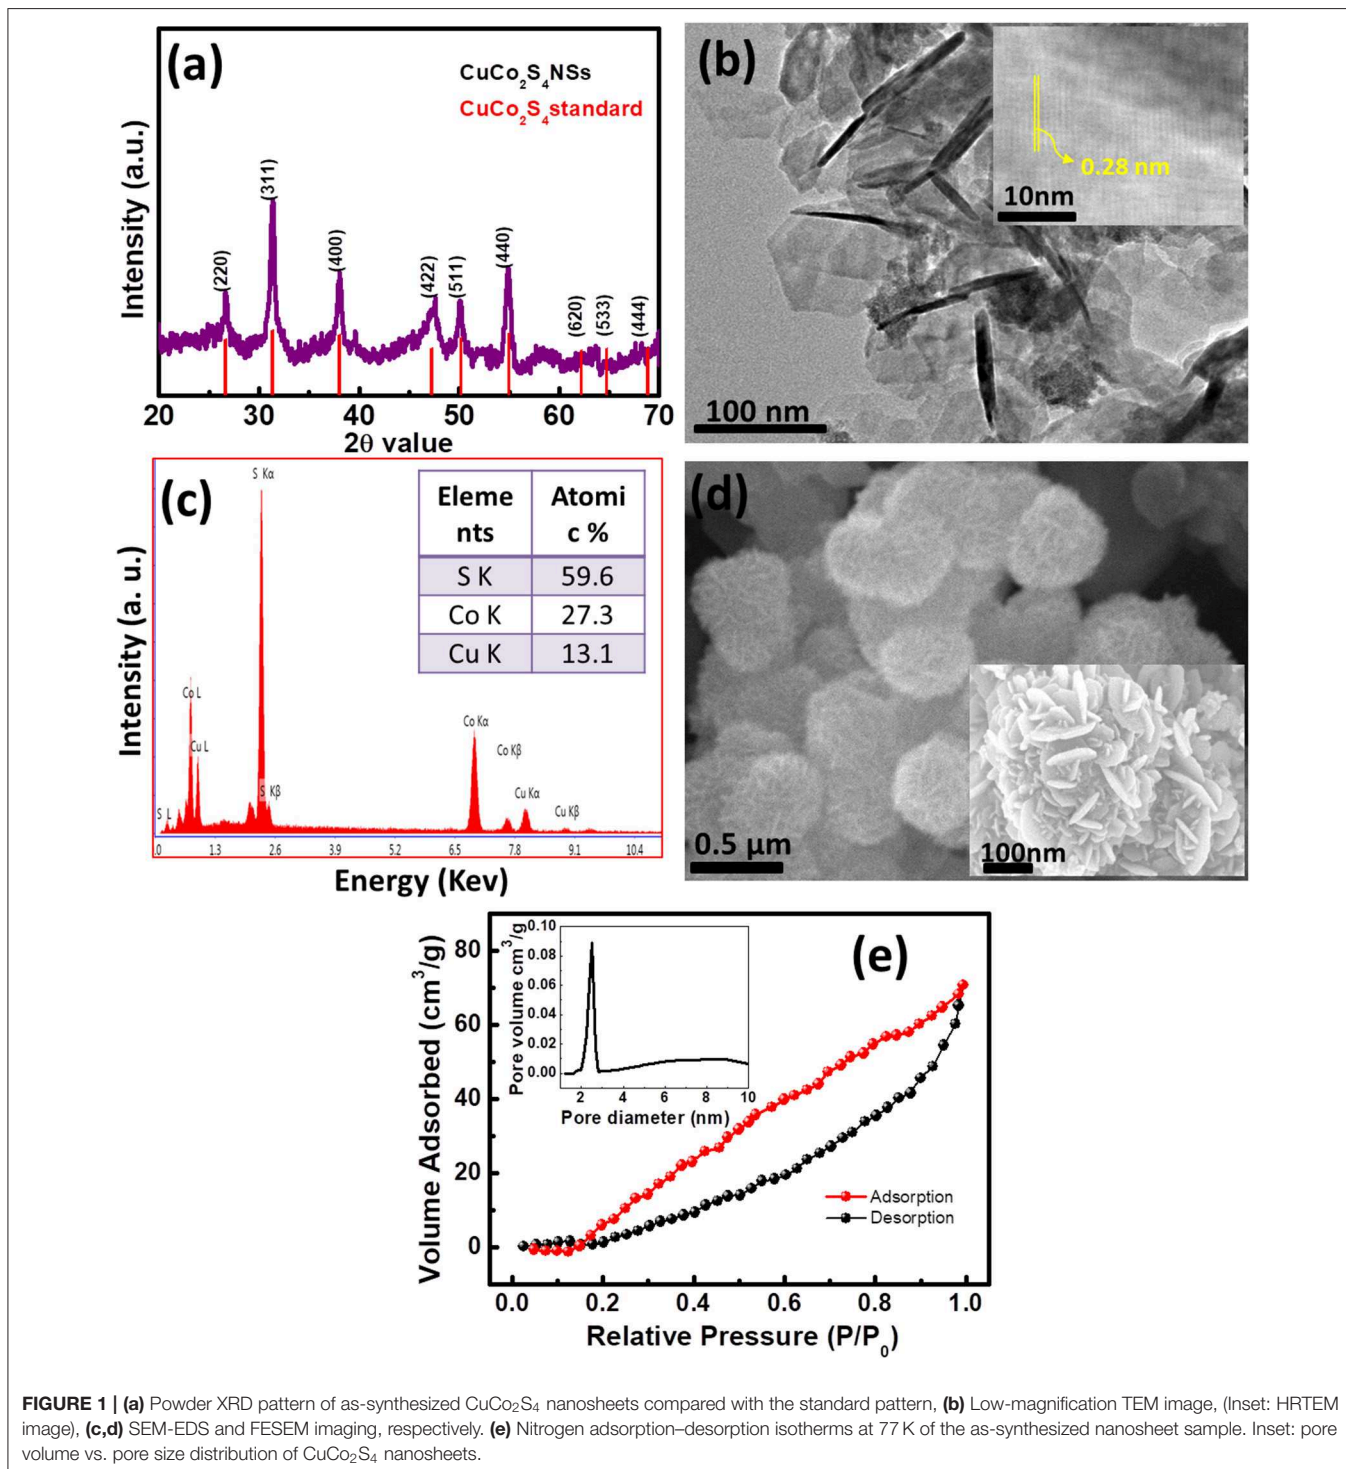 (a)
CuCo₂S₄NSs
CuCo₂S₄standard
Intensity (a.u.)
(220)
(311)
(400)
(422)
(511)
(440)
(620)
(533)
(444)
20 30 40 50 60 70
2θ value
(b)
0.28 nm
10nm
100 nm
(c)
Intensity (a. u.)
S Kα
Co L
Cu L
S L
S Kβ
Co Kα
Co Kβ
Cu Kα
Cu Kβ
Eleme Atomi
nts c %
S K 59.6
Co K 27.3
Cu K 13.1
.0 1.3 2.6 3.9 5.2 6.5 7.8 9.1 10.4
Energy (Kev)
(d)
0.5 µm
100nm
(e)
Volume Adsorbed (cm³/g)
80
60
40
20
0
Pore volume cm³/g
0.10
0.08
0.06
0.04
0.02
0.00
2 4 6 8 10
Pore diameter (nm)
Adsorption
Desorption
0.0 0.2 0.4 0.6 0.8 1.0
Relative Pressure (P/P₀)
FIGURE 1 | (a) Powder XRD pattern of as-synthesized CuCo₂S₄ nanosheets compared with the standard pattern, (b) Low-magnification TEM image, (Inset: HRTEM
image), (c,d) SEM-EDS and FESEM imaging, respectively. (e) Nitrogen adsorption–desorption isotherms at 77 K of the as-synthesized nanosheet sample. Inset: pore
volume vs. pore size distribution of CuCo₂S₄ nanosheets.